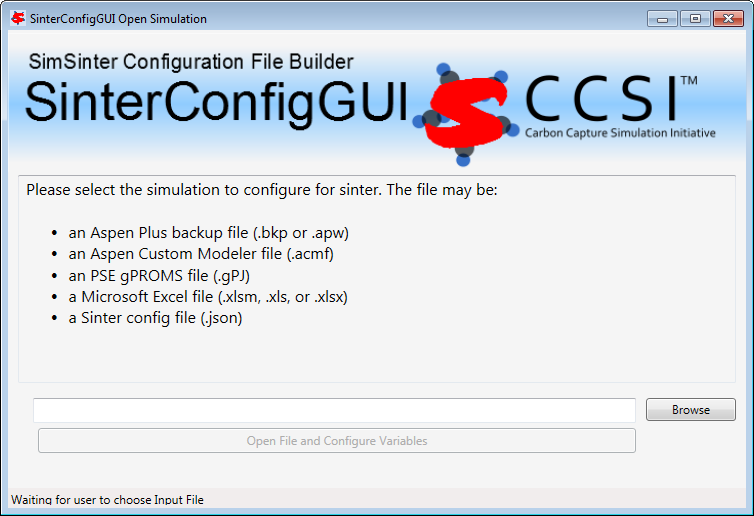 SinterConfigGUI Open Simulation
SimSinter Configuration File Builder
SinterConfigGUI
CCSI™
Carbon Capture Simulation Initiative
Please select the simulation to configure for sinter. The file may be:
• an Aspen Plus backup file (.bkp or .apw)
• an Aspen Custom Modeler file (.acmf)
• an PSE gPROMS file (.gPJ)
• a Microsoft Excel file (.xlsm, .xls, or .xlsx)
• a Sinter config file (.json)
Browse
Open File and Configure Variables
Waiting for user to choose Input File